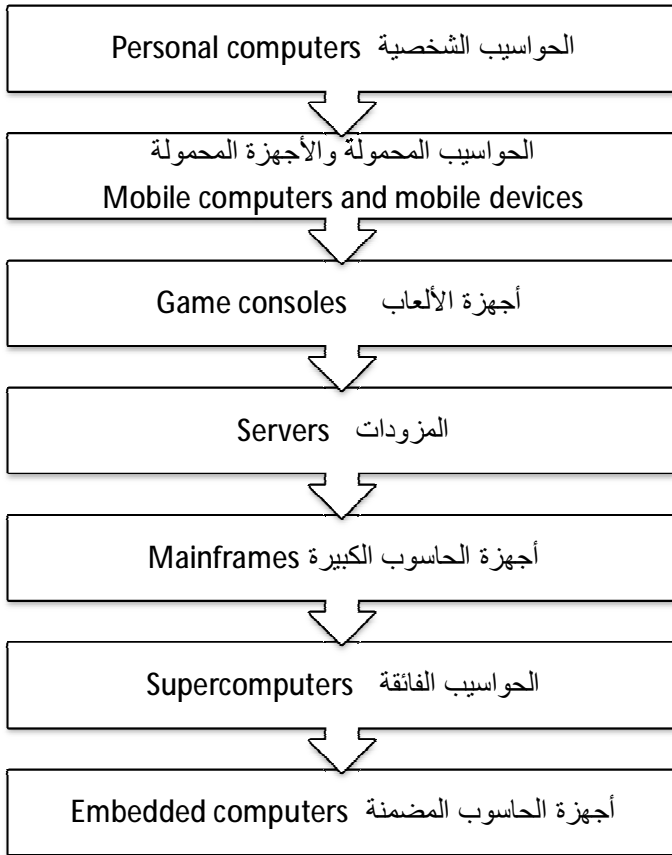 الحواسيب الشخصية Personal computers
الحواسيب المحمولة والأجهزة المحمولة
Mobile computers and mobile devices
أجهزة الألعاب Game consoles
المزودات Servers
أجهزة الحاسوب الكبيرة Mainframes
الحواسيب الفائقة Supercomputers
أجهزة الحاسوب المضمنة Embedded computers